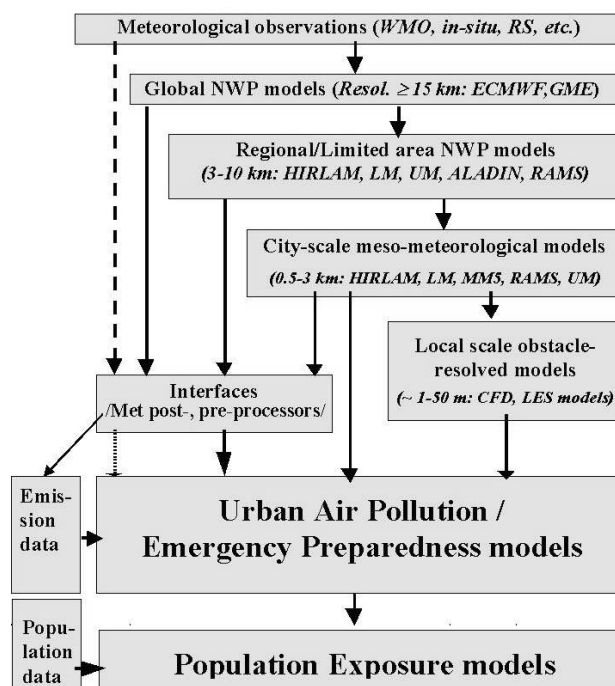 Meteorological observations (WMO, in-situ, RS, etc.)
Global NWP models (Resol. ≥ 15 km: ECMWF,GME)
Regional/Limited area NWP models
(3-10 km: HIRLAM, LM, UM, ALADIN, RAMS)
City-scale meso-meteorological models
(0.5-3 km: HIRLAM, LM, MM5, RAMS, UM)
Local scale obstacle-
resolved models
(~ 1-50 m: CFD, LES models)
Interfaces
/Met post-, pre-processors/
Emis-
sion
data
Urban Air Pollution /
Emergency Preparedness models
Popu-
lation
data
Population Exposure models